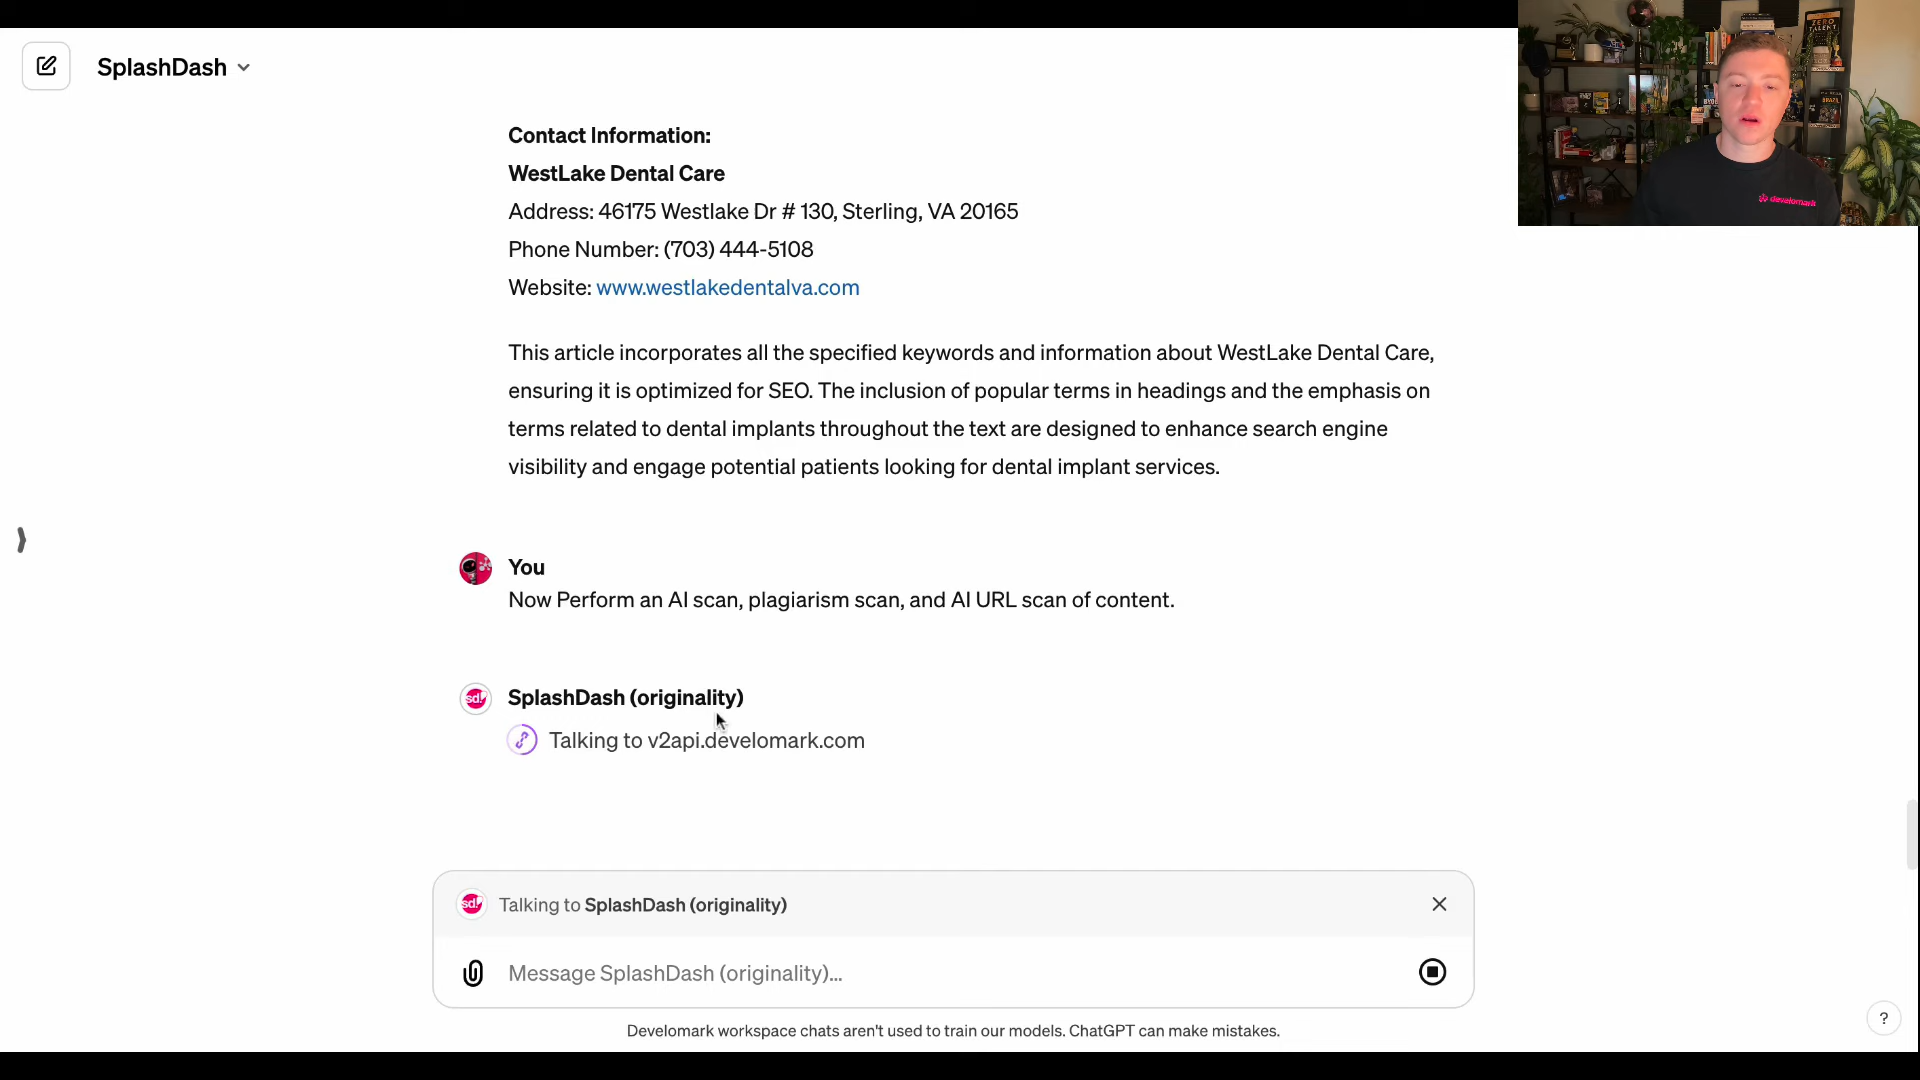 SplashDash
Contact Information:
WestLake Dental Care
Address: 46175 Westlake Dr # 130, Sterling, VA 20165
Phone Number: (703) 444-5108
Website: www.westlakedentalva.com
This article incorporates all the specified keywords and information about WestLake Dental Care,
ensuring it is optimized for SEO. The inclusion of popular terms in headings and the emphasis on
terms related to dental implants throughout the text are designed to enhance search engine
visibility and engage potential patients looking for dental implant services.
You
Now Perform an AI scan, plagiarism scan, and AI URL scan of content.
sd!
SplashDash (originality)
Talking to v2api.develomark.com
sd!
Talking to SplashDash (originality)
Message SplashDash (originality)...
Develomark workspace chats aren't used to train our models. ChatGPT can make mistakes.
?
ZERO
TALENT
BRAZIL
develomark